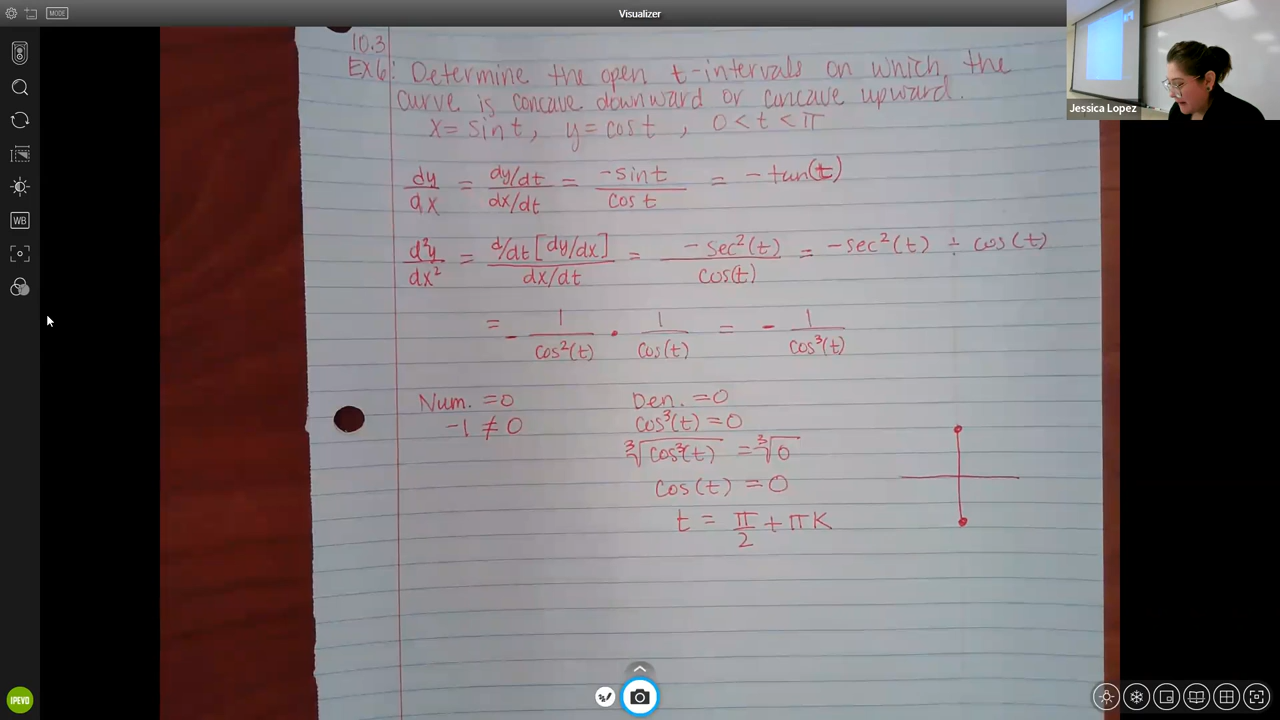 MODE
Visualizer
Jessica Lopez
10.3
EX6: Determine the open t-intervals on which the
curve is concave downward or concave upward.
x = sin t, y = cos t, 0 < t < π
dy/dx = (dy/dt)/(dx/dt) = (-sin t)/(cos t) = - tan(t)
d²y/dx² = (d/dt [dy/dx])/(dx/dt) = (- sec²(t))/(cos(t)) = - sec²(t) ÷ cos(t)
= - 1/(cos²(t)) · 1/(cos(t)) = - 1/(cos³(t))
Num. = 0
-1 ≠ 0
Den. = 0
cos³(t) = 0
∛(cos³(t)) = ∛0
cos(t) = 0
t = π/2 + πK
WB
IPEVO